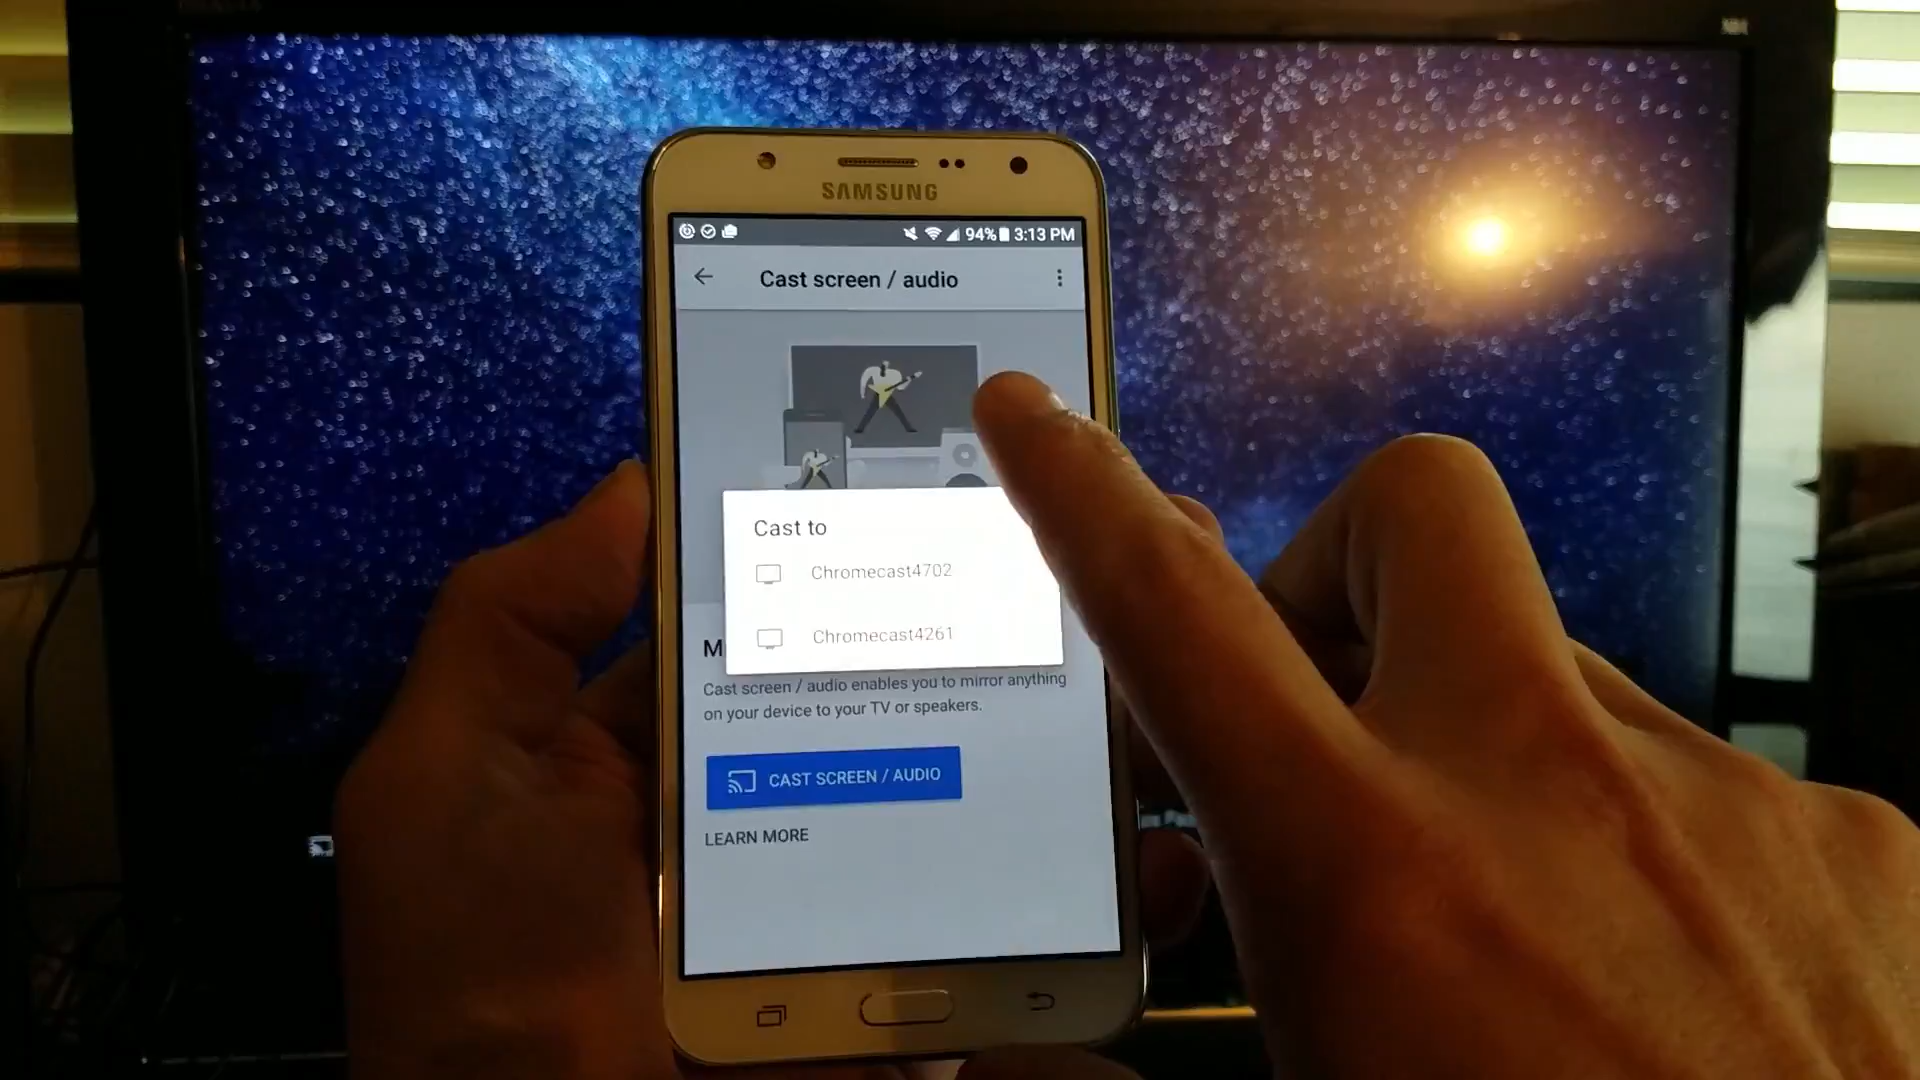 SAMSUNG
94% 3:13 PM
Cast screen / audio
Cast to
Chromecast4702
Chromecast4261
M
Cast screen / audio enables you to mirror anything
on your device to your TV or speakers.
CAST SCREEN / AUDIO
LEARN MORE